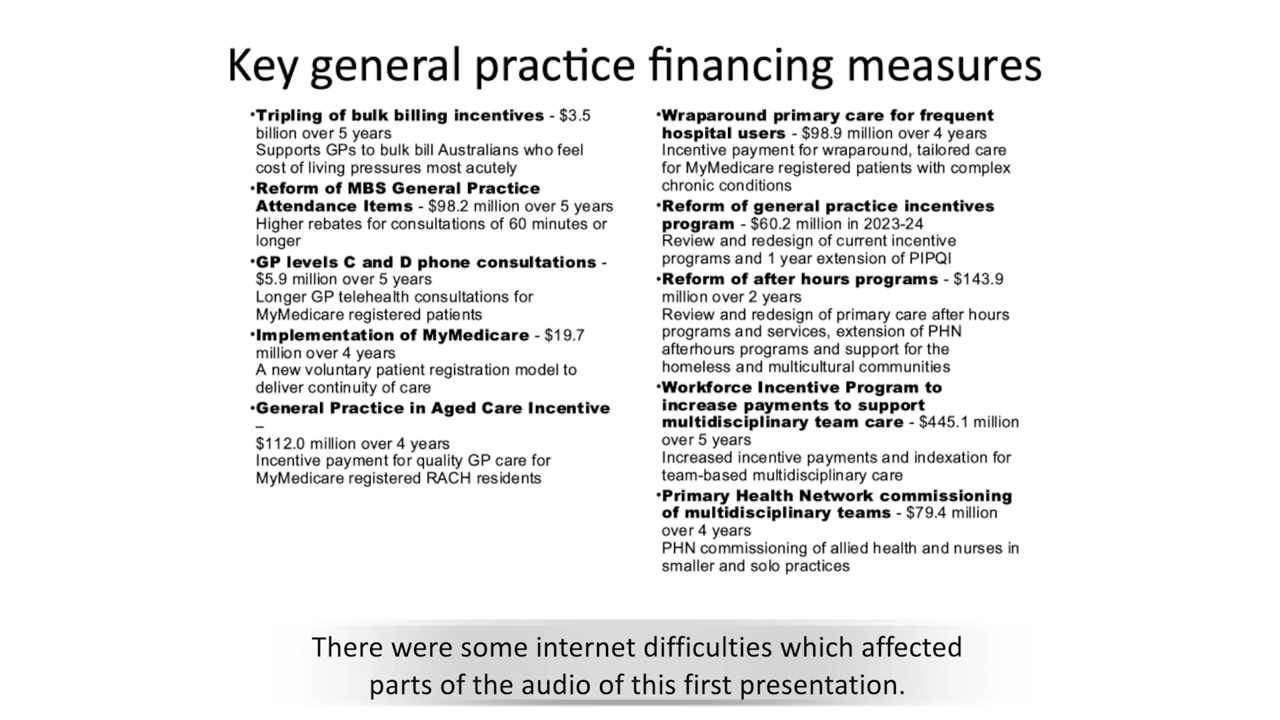 Key general practice financing measures
•Tripling of bulk billing incentives - $3.5
billion over 5 years
Supports GPs to bulk bill Australians who feel
cost of living pressures most acutely
•Reform of MBS General Practice
Attendance Items - $98.2 million over 5 years
Higher rebates for consultations of 60 minutes or
longer
•GP levels C and D phone consultations -
$5.9 million over 5 years
Longer GP telehealth consultations for
MyMedicare registered patients
•Implementation of MyMedicare - $19.7
million over 4 years
A new voluntary patient registration model to
deliver continuity of care
•General Practice in Aged Care Incentive
–
$112.0 million over 4 years
Incentive payment for quality GP care for
MyMedicare registered RACH residents
•Wraparound primary care for frequent
hospital users - $98.9 million over 4 years
Incentive payment for wraparound, tailored care
for MyMedicare registered patients with complex
chronic conditions
•Reform of general practice incentives
program - $60.2 million in 2023-24
Review and redesign of current incentive
programs and 1 year extension of PIPQI
•Reform of after hours programs - $143.9
million over 2 years
Review and redesign of primary care after hours
programs and services, extension of PHN
afterhours programs and support for the
homeless and multicultural communities
•Workforce Incentive Program to
increase payments to support
multidisciplinary team care - $445.1 million
over 5 years
Increased incentive payments and indexation for
team-based multidisciplinary care
•Primary Health Network commissioning
of multidisciplinary teams - $79.4 million
over 4 years
PHN commissioning of allied health and nurses in
smaller and solo practices
There were some internet difficulties which affected
parts of the audio of this first presentation.